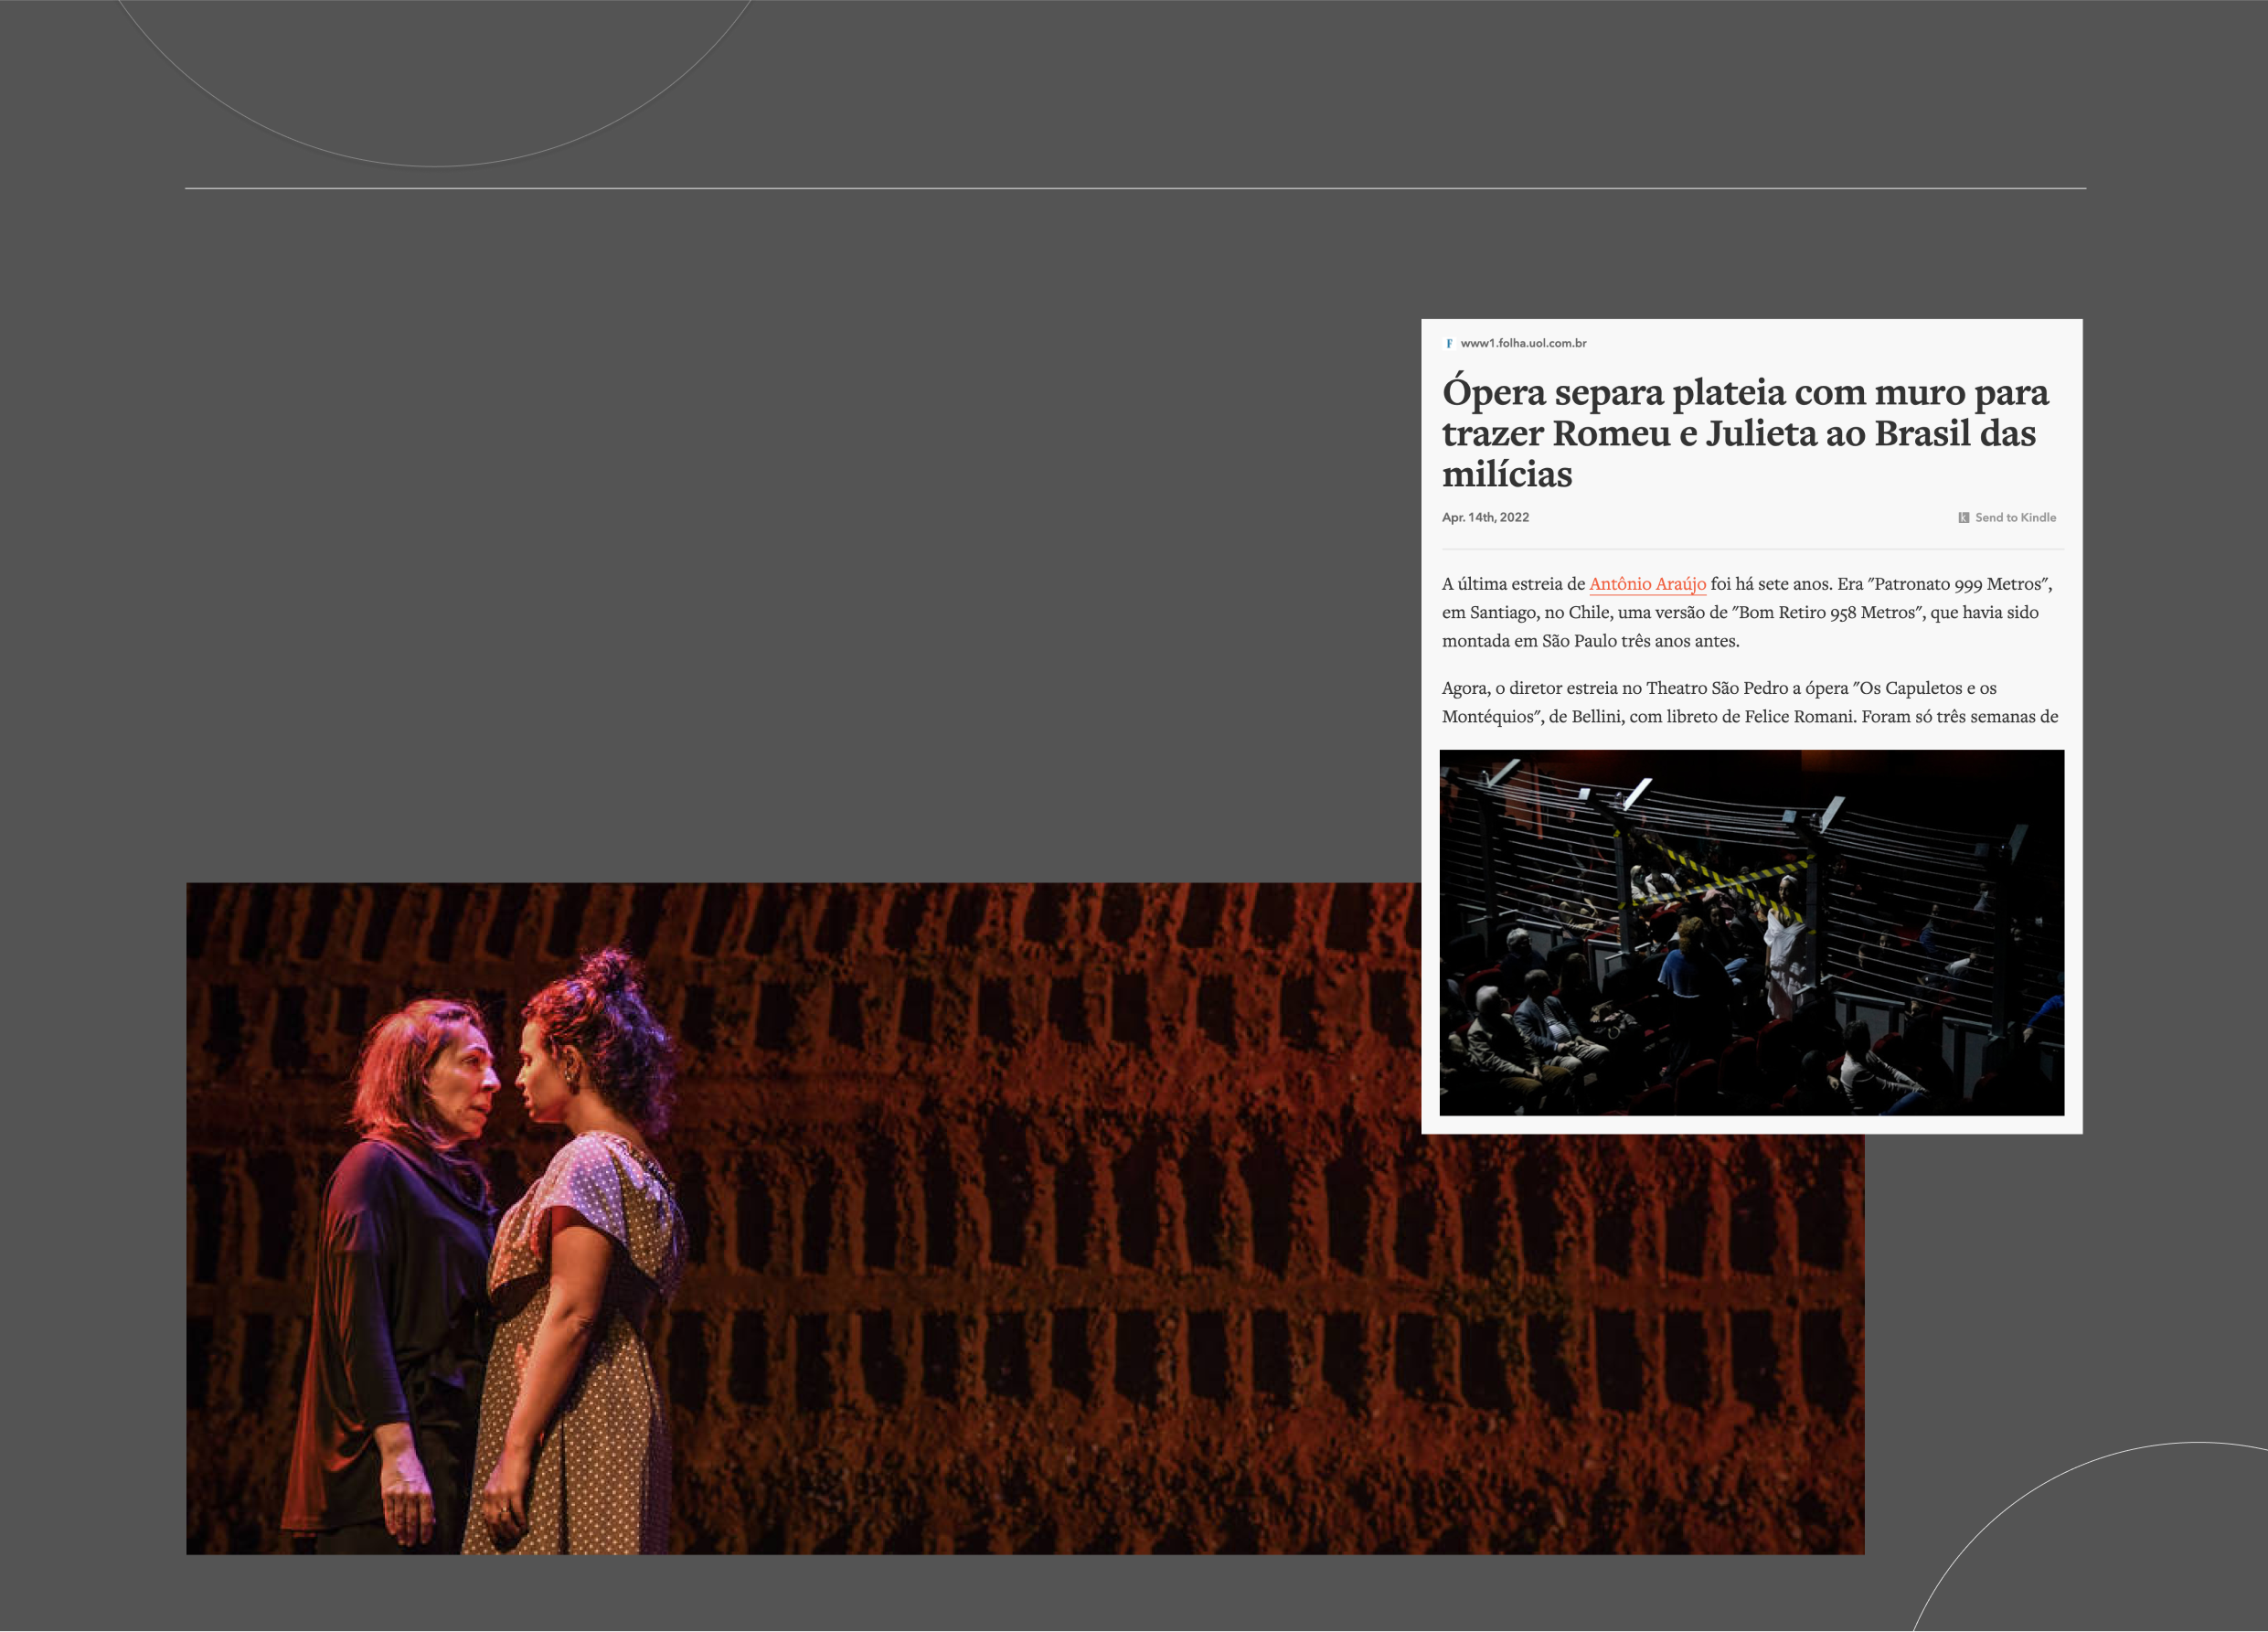 F www1.folha.uol.com.br
Ópera separa plateia com muro para
trazer Romeu e Julieta ao Brasil das
milícias
Apr. 14th, 2022
k Send to Kindle
A última estreia de Antônio Araújo foi há sete anos. Era "Patronato 999 Metros",
em Santiago, no Chile, uma versão de "Bom Retiro 958 Metros", que havia sido
montada em São Paulo três anos antes.
Agora, o diretor estreia no Theatro São Pedro a ópera "Os Capuletos e os
Montéquios", de Bellini, com libreto de Felice Romani. Foram só três semanas de